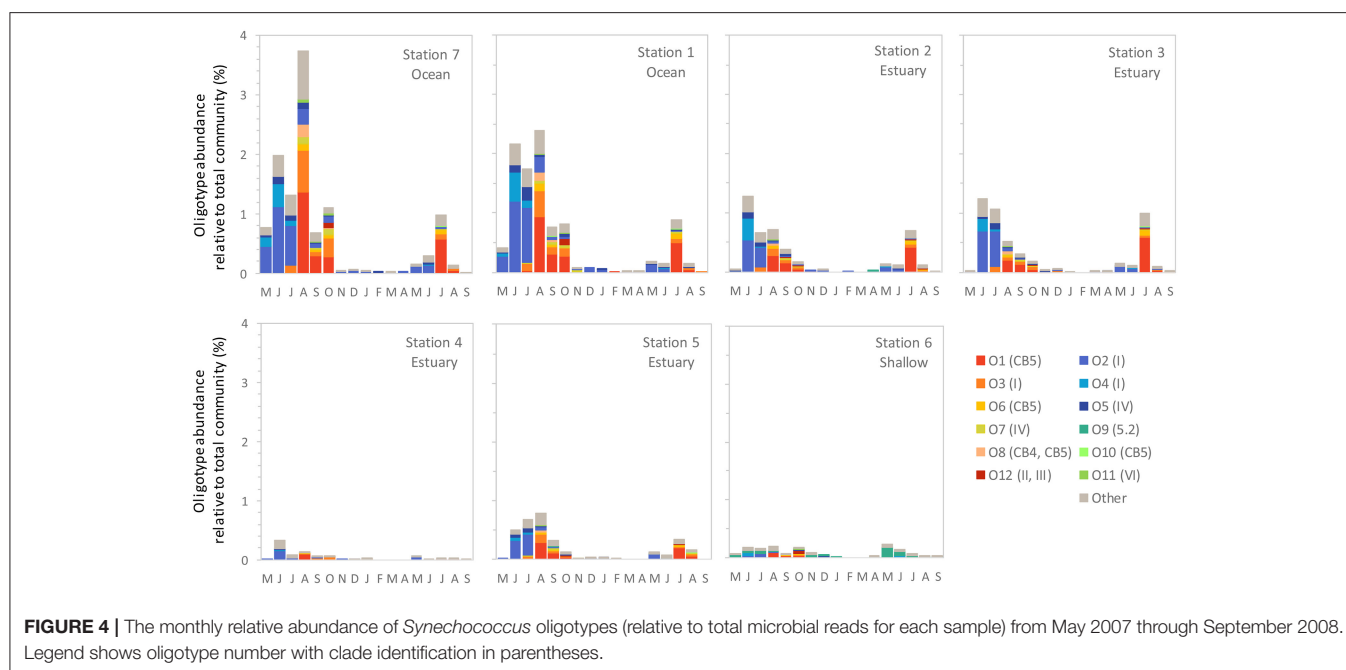 Oligotype abundance
relative to total community (%)
4
3
2
1
0
Station 7
Ocean
M J J A S O N D J F M A M J J A S
Station 1
Ocean
M J J A S O N D J F M A M J J A S
Station 2
Estuary
M J J A S O N D J F M A M J J A S
Station 3
Estuary
M J J A S O N D J F M A M J J A S
Oligotype abundance
relative to total community (%)
4
3
2
1
0
Station 4
Estuary
M J J A S O N D J F M A M J J A S
Station 5
Estuary
M J J A S O N D J F M A M J J A S
Station 6
Shallow
M J J A S O N D J F M A M J J A S
O1 (CB5) O2 (I)
O3 (I) O4 (I)
O6 (CB5) O5 (IV)
O7 (IV) O9 (5.2)
O8 (CB4, CB5) O10 (CB5)
O12 (II, III) O11 (VI)
Other
FIGURE 4 | The monthly relative abundance of Synechococcus oligotypes (relative to total microbial reads for each sample) from May 2007 through September 2008.
Legend shows oligotype number with clade identification in parentheses.